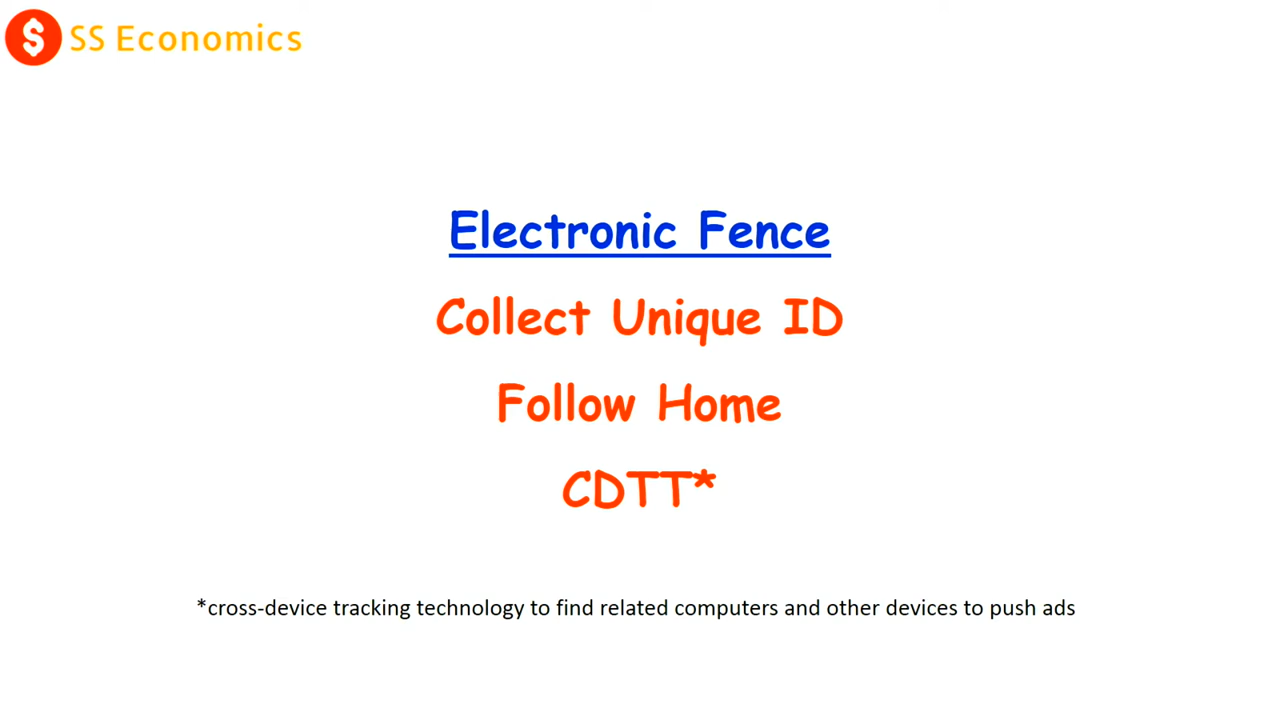 SS Economics
Electronic Fence
Collect Unique ID
Follow Home
CDTT*
*cross-device tracking technology to find related computers and other devices to push ads